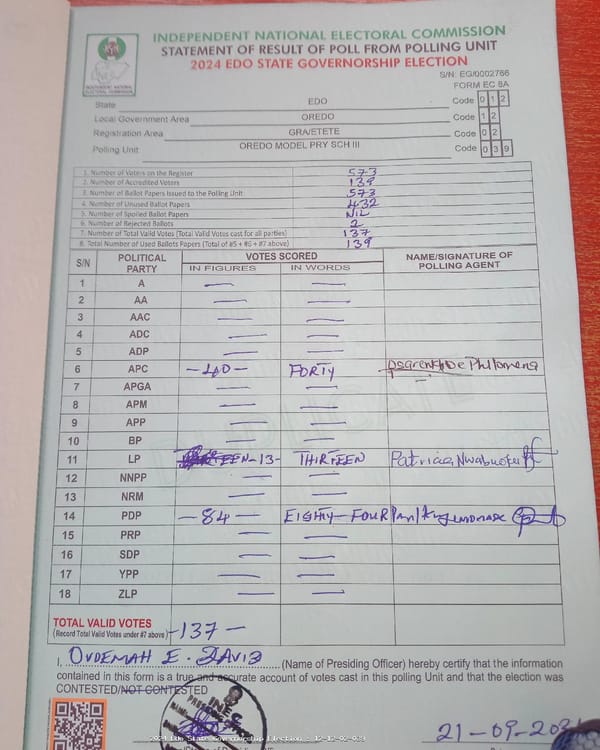 INDEPENDENT NATIONAL ELECTORAL COMMISSION
STATEMENT OF RESULT OF POLL FROM POLLING UNIT
2024 EDO STATE GOVERNORSHIP ELECTION
INDEPENDENT NATIONAL ELECTORAL COMMISSION
S/N: EG/0002766
FORM EC 8A
State EDO Code 0 1 2
Local Government Area OREDO Code 1 2
Registration Area GRA/ETETE Code 0 2
Polling Unit OREDO MODEL PRY SCH III Code 0 3 9
1. Number of Voters on the Register 573
2. Number of Accredited Voters 139
3. Number of Ballot Papers Issued to the Polling Unit 573
4. Number of Unused Ballot Papers 432
5. Number of Spoiled Ballot Papers NIL
6. Number of Rejected Ballots 2
7. Number of Total Valid Votes (Total Valid Votes cast for all parties) 137
8. Total Number of Used Ballots Papers (Total of #5 + #6 + #7 above) 139
S/N POLITICAL PARTY VOTES SCORED NAME/SIGNATURE OF POLLING AGENT
IN FIGURES IN WORDS
1 A — —
2 AA — —
3 AAC — —
4 ADC — —
5 ADP — —
6 APC -40- FORTY Philomena
7 APGA — —
8 APM — —
9 APP — —
10 BP — —
11 LP -13- THIRTEEN Patricia
12 NNPP — —
13 NRM — —
14 PDP -84- EIGHTY-FOUR
15 PRP — —
16 SDP — —
17 YPP — —
18 ZLP — —
TOTAL VALID VOTES
(Record Total Valid Votes under #7 above) -137-
I, OVDEMAH E. DAVID (Name of Presiding Officer) hereby certify that the information
contained in this form is a true and accurate account of votes cast in this polling Unit and that the election was
CONTESTED/NOT CONTESTED
INEC
2024 Edo State Governorship Election - 12-12-02-039
21-09-202